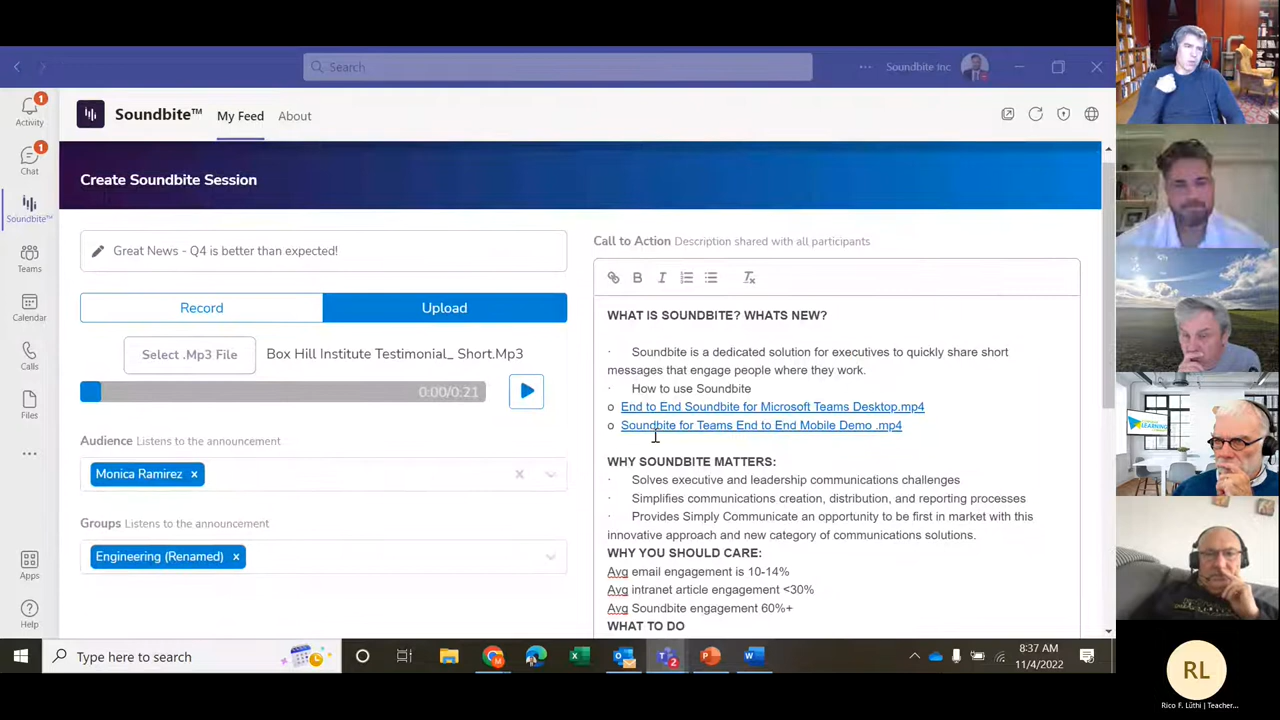 Search
Soundbite Inc
Activity
1
Chat
1
Soundbite™
Teams
Calendar
Calls
Files
Apps
Help
Soundbite™
My Feed
About
Create Soundbite Session
Great News - Q4 is better than expected!
Record
Upload
Select .Mp3 File
Box Hill Institute Testimonial_ Short.Mp3
0:00/0:21
Audience Listens to the announcement
Monica Ramirez ×
Groups Listens to the announcement
Engineering (Renamed) ×
Call to Action Description shared with all participants
WHAT IS SOUNDBITE? WHATS NEW?
· Soundbite is a dedicated solution for executives to quickly share short
messages that engage people where they work.
· How to use Soundbite
o End to End Soundbite for Microsoft Teams Desktop.mp4
o Soundbite for Teams End to End Mobile Demo .mp4
WHY SOUNDBITE MATTERS:
· Solves executive and leadership communications challenges
· Simplifies communications creation, distribution, and reporting processes
· Provides Simply Communicate an opportunity to be first in market with this
innovative approach and new category of communications solutions.
WHY YOU SHOULD CARE:
Avg email engagement is 10-14%
Avg intranet article engagement <30%
Avg Soundbite engagement 60%+
WHAT TO DO
Type here to search
2
8:37 AM
11/4/2022
LEARNING
RL
Rico F. Lüthi | Teacher...